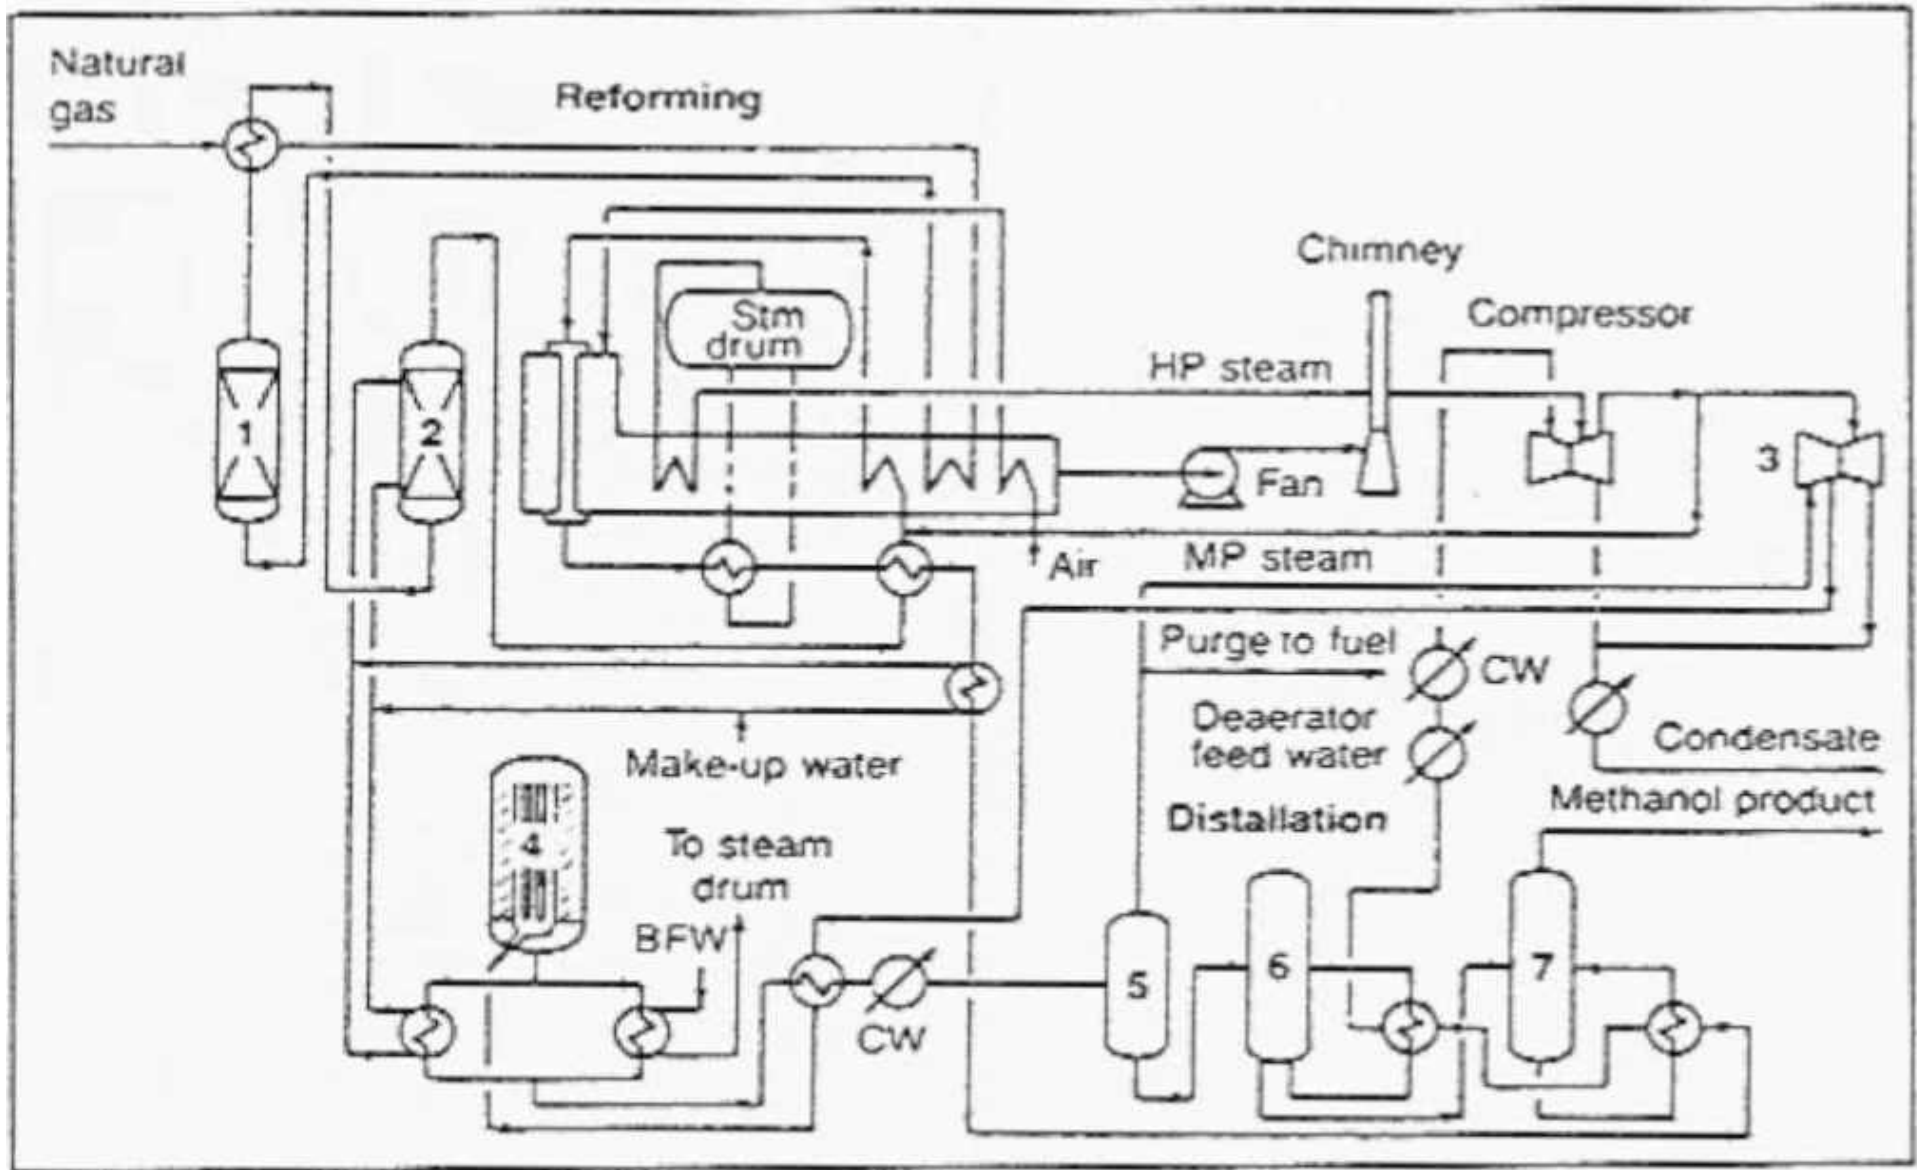 Natural
gas
Reforming
Chimney
Stm
drum
Compressor
HP steam
1
2
3
Fan
Air
MP steam
Purge to fuel
CW
Deaerator
feed water
Make-up water
Condensate
Methanol product
Distallation
4
To steam
drum
BFW
CW
5
6
7